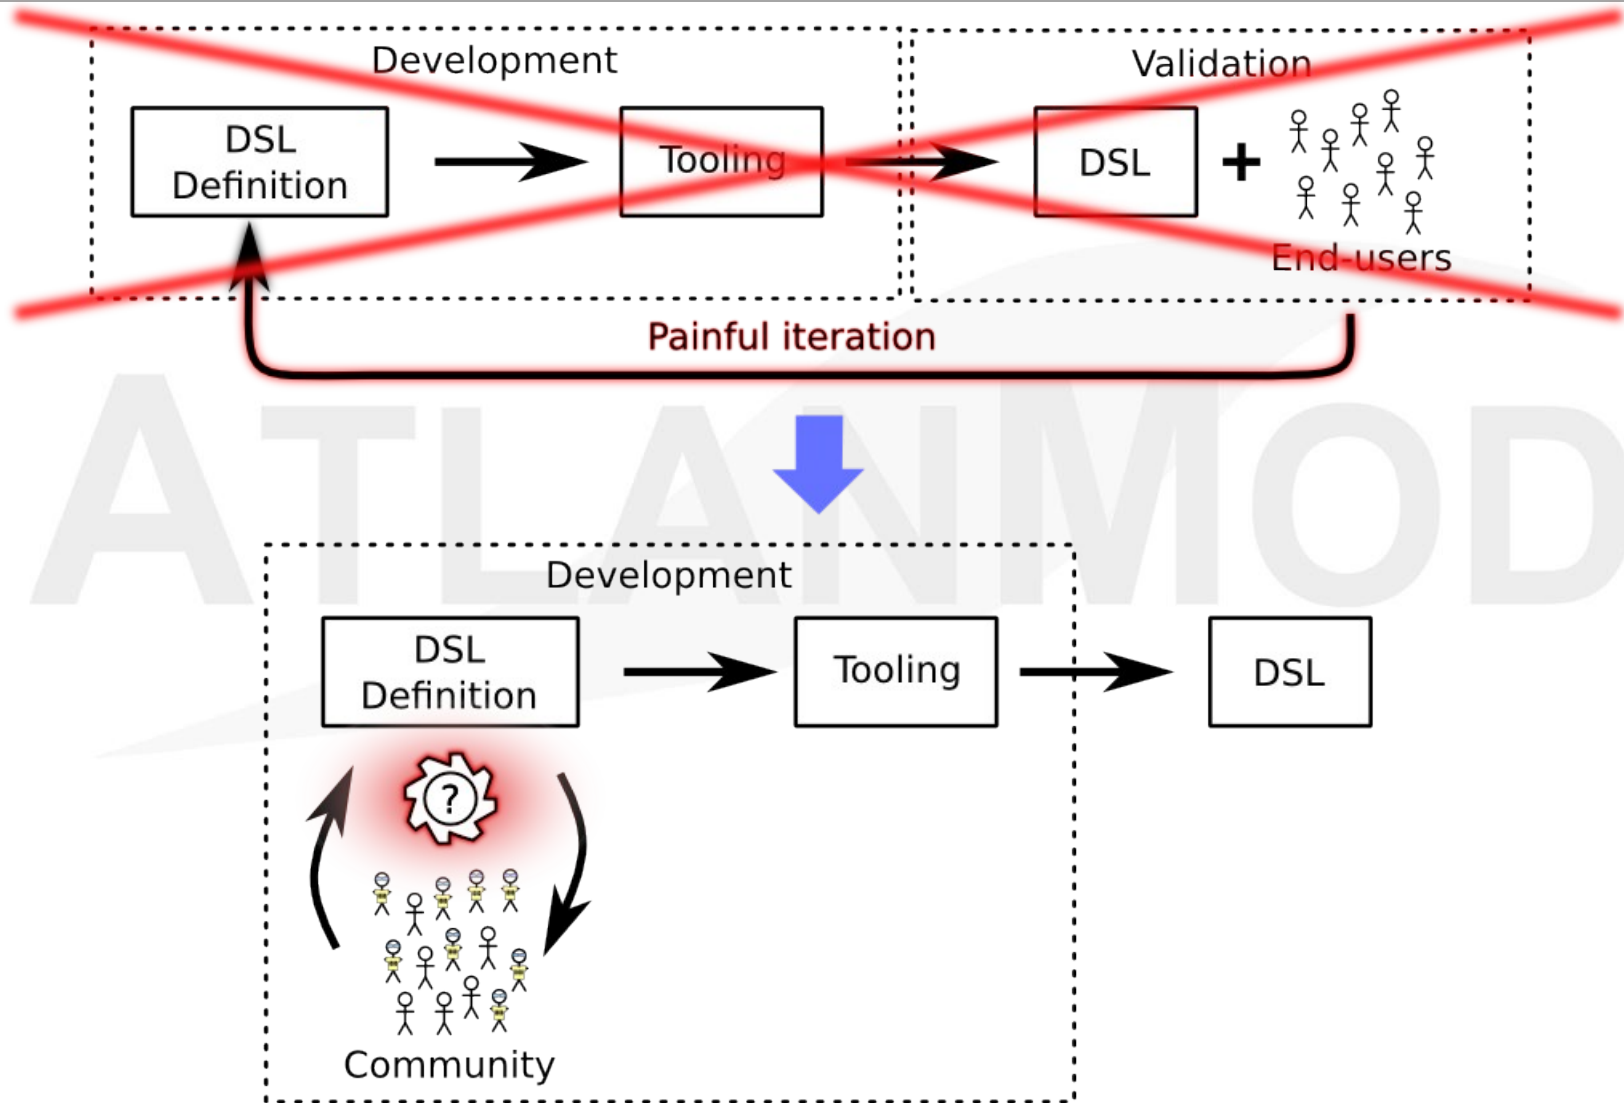 Development
Validation
DSL
Definition
Tooling
DSL
+
End-users
Painful iteration
ATLANMOD
Development
DSL
Definition
Tooling
DSL
?
Community